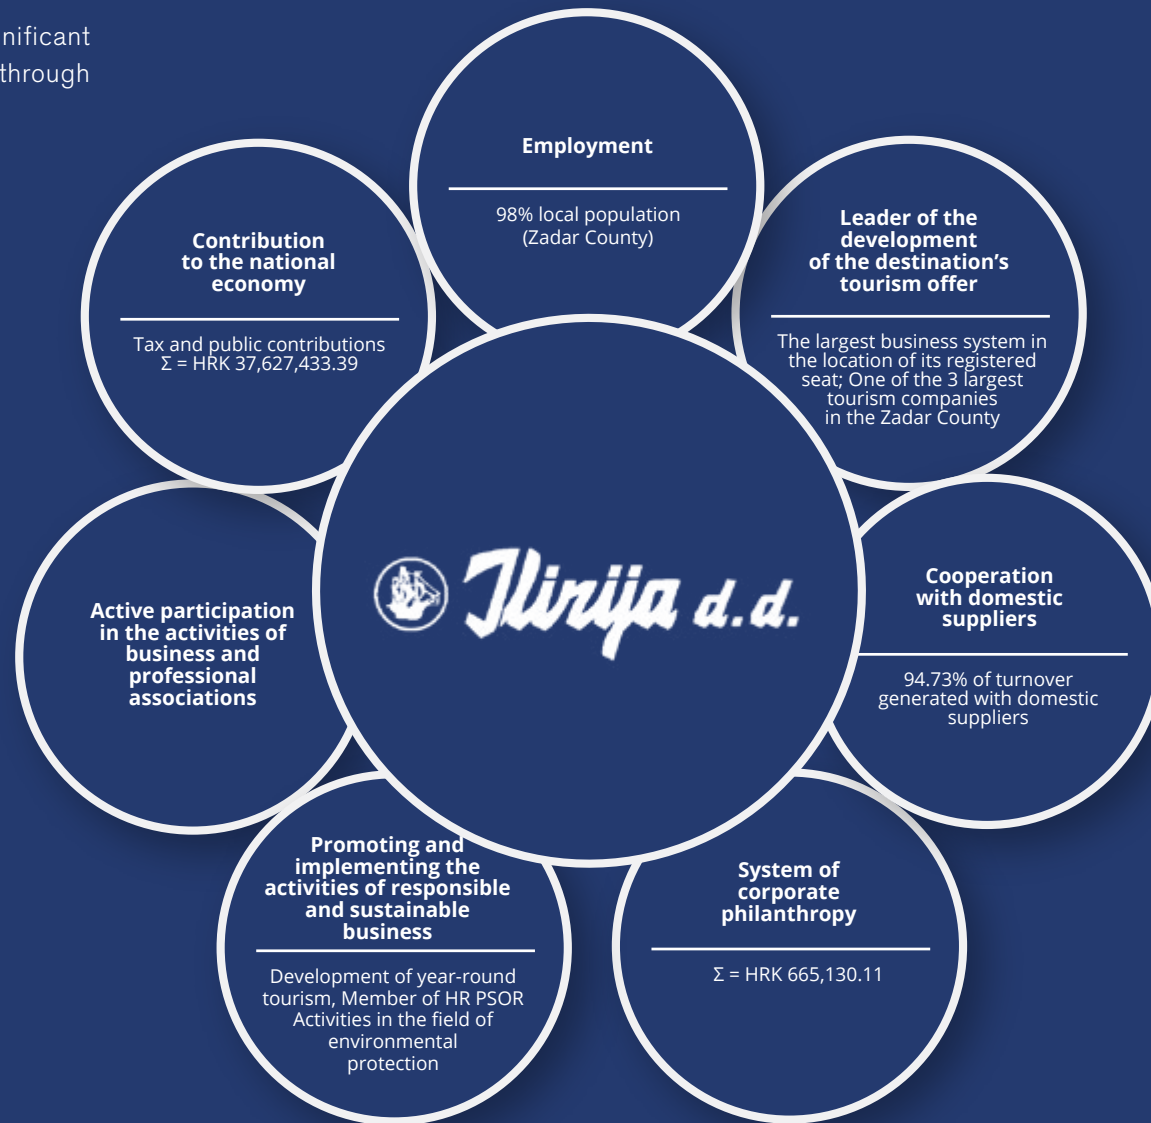 nificant
through
Employment
98% local population
(Zadar County)
Leader of the
development
of the destination’s
tourism offer
The largest business system in
the location of its registered
seat; One of the 3 largest
tourism companies
in the Zadar County
Contribution
to the national
economy
Tax and public contributions
Σ = HRK 37,627,433.39
Ilirija d.d.
Cooperation
with domestic
suppliers
94.73% of turnover
generated with domestic
suppliers
Active participation
in the activities of
business and
professional
associations
Promoting and
implementing the
activities of responsible
and sustainable
business
Development of year-round
tourism, Member of HR PSOR
Activities in the field of
environmental
protection
System of
corporate
philanthropy
Σ = HRK 665,130.11